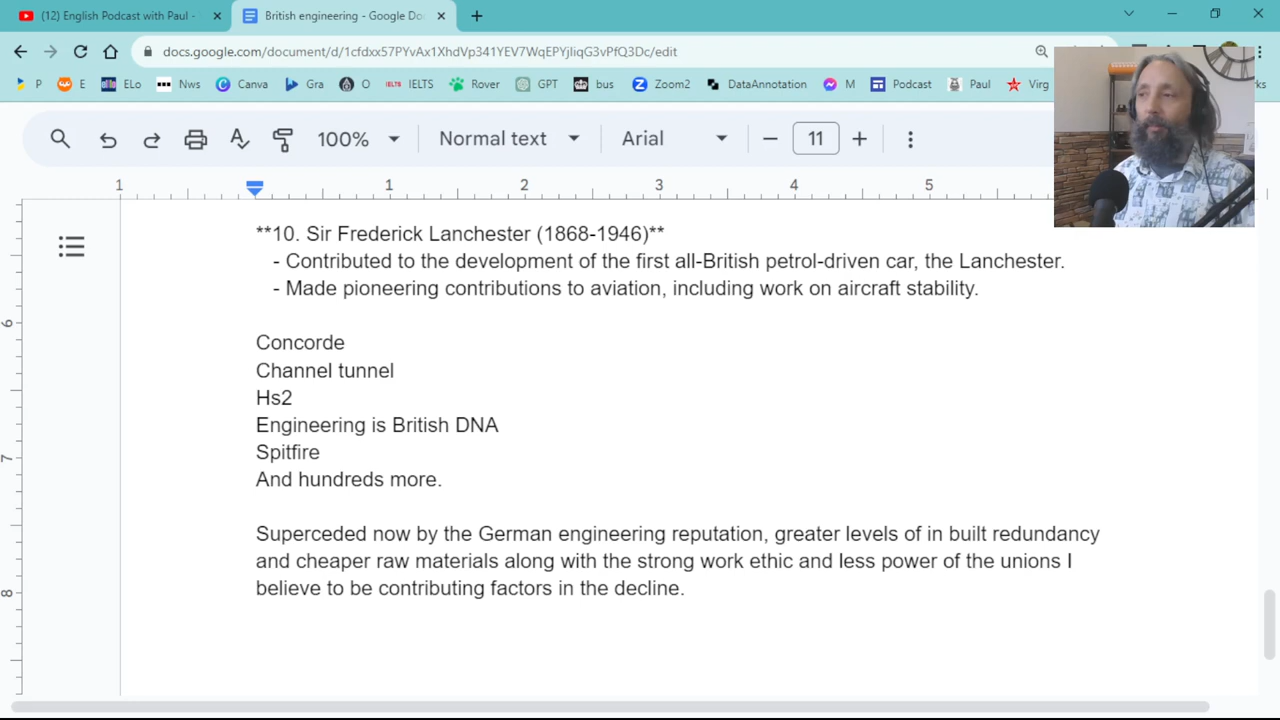 (12) English Podcast with Paul -
British engineering - Google Do
docs.google.com/document/d/1cfdxx57PYvAx1XhdVp341YEV7WqEPYjIiqG3vPfQ3Dc/edit
P E ELo Nws Canva Gra O IELTS IELTS Rover GPT bus Zoom2 DataAnnotation M Podcast Paul Virg
100% Normal text Arial 11
1 1 2 3 4 5
**10. Sir Frederick Lanchester (1868-1946)**
- Contributed to the development of the first all-British petrol-driven car, the Lanchester.
- Made pioneering contributions to aviation, including work on aircraft stability.
6
Concorde
Channel tunnel
Hs2
Engineering is British DNA
Spitfire
7
And hundreds more.
Superceded now by the German engineering reputation, greater levels of in built redundancy
and cheaper raw materials along with the strong work ethic and less power of the unions I
believe to be contributing factors in the decline.
8